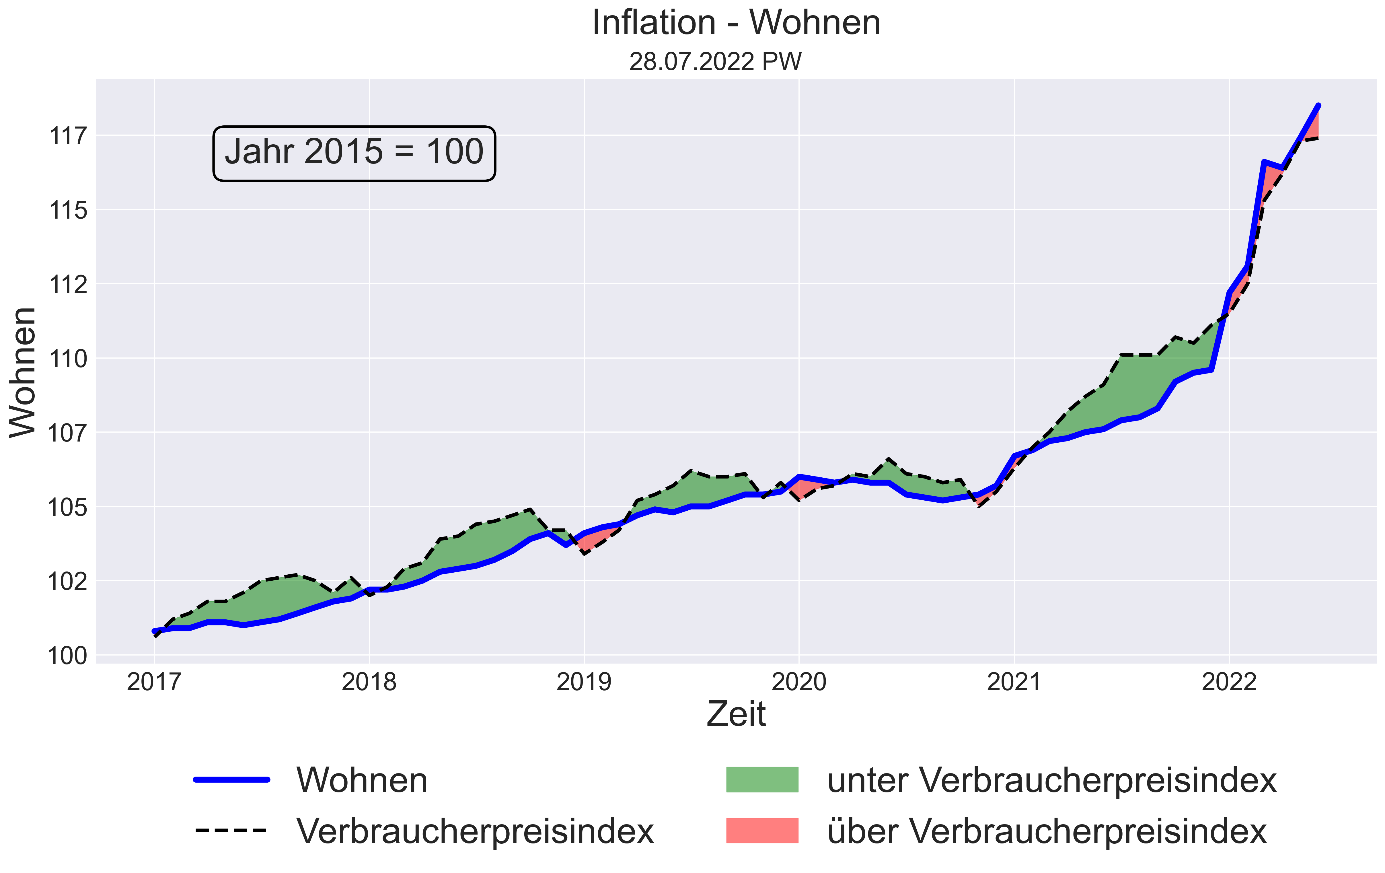 Inflation - Wohnen
28.07.2022 PW
Jahr 2015 = 100
Wohnen
117
115
112
110
107
105
102
100
2017 2018 2019 2020 2021 2022
Zeit
Wohnen
Verbraucherpreisindex
unter Verbraucherpreisindex
über Verbraucherpreisindex